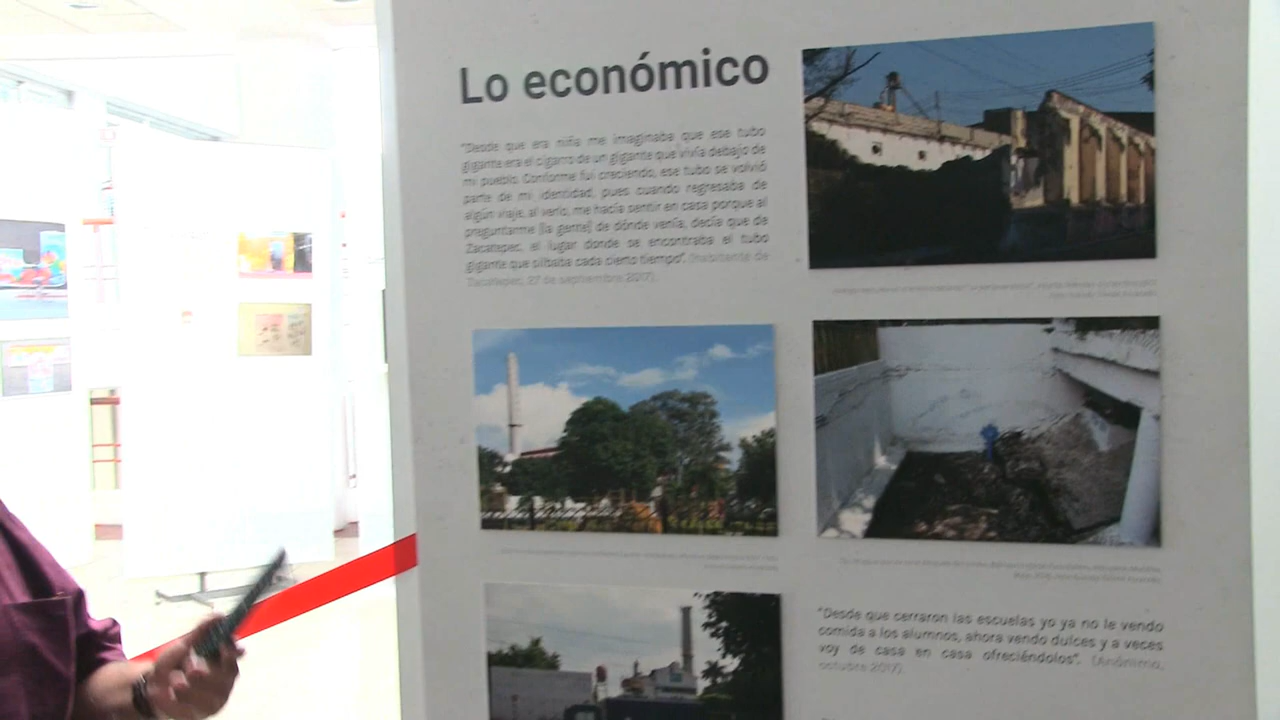 Lo económico
"Desde que era niña me imaginaba que ese tubo
gigante era el cigarro de un gigante que vivía debajo de
mi pueblo. Conforme fui creciendo, ese tubo se volvió
parte de mi identidad, pues cuando regresaba de
algún viaje, al verlo, me hacía sentir en casa porque al
preguntarme [la gente] de dónde venía, decía que de
Zacatepec, el lugar donde se encontraba el tubo
gigante que pitaba cada cierto tiempo". (Habitante de
Zacatepec, 27 de septiembre 2017).
"Desde que cerraron las escuelas yo ya no le vendo
comida a los alumnos, ahora vendo dulces y a veces
voy de casa en casa ofreciéndolos". (Anónimo,
octubre 2017).